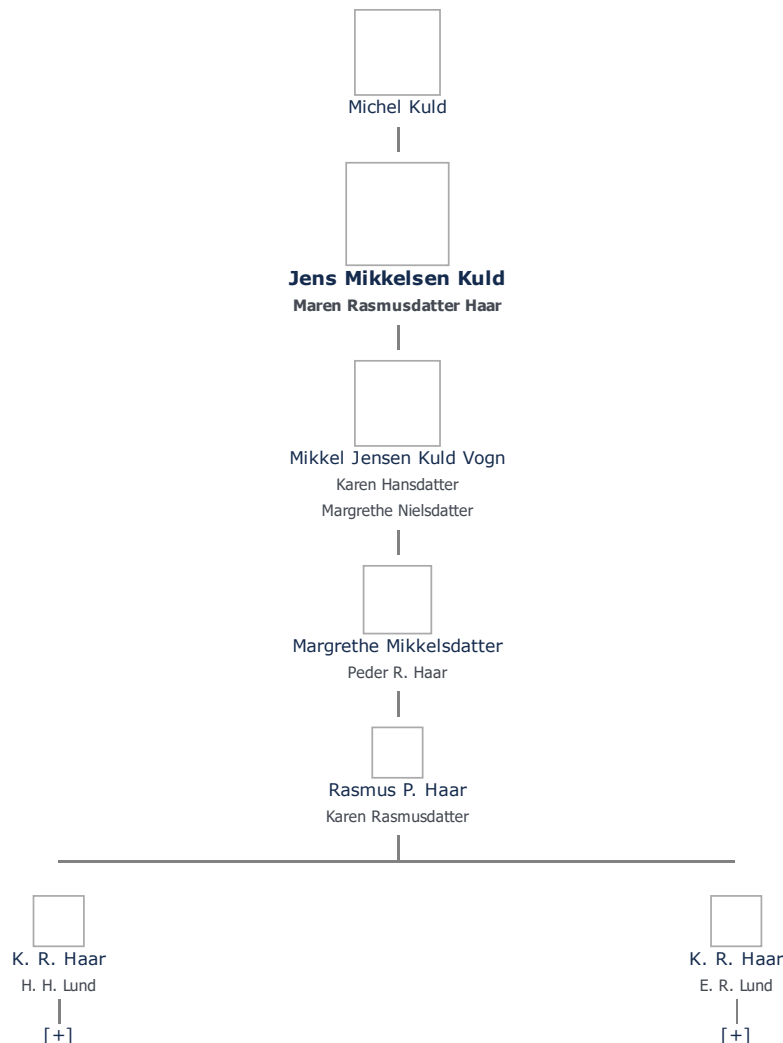 Michel Kuld
Jens Mikkelsen Kuld
Maren Rasmusdatter Haar
Mikkel Jensen Kuld Vogn
Karen Hansdatter
Margrethe Nielsdatter
Margrethe Mikkelsdatter
Peder R. Haar
Rasmus P. Haar
Karen Rasmusdatter
K. R. Haar
H. H. Lund
[+]
K. R. Haar
E. R. Lund
[+]